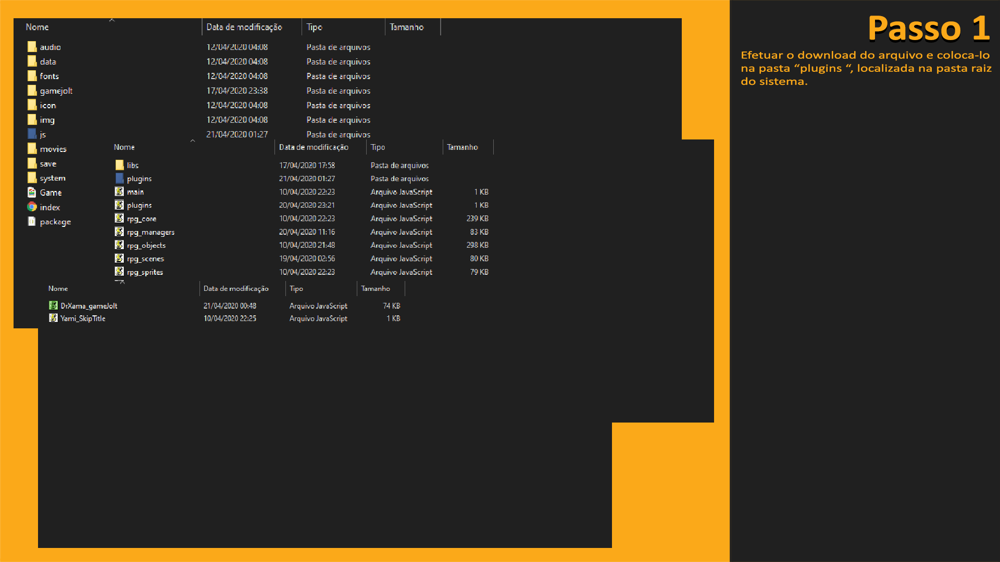 Nome Data de modificação Tipo Tamanho
audio 12/04/2020 04:08 Pasta de arquivos
data 12/04/2020 04:08 Pasta de arquivos
fonts 12/04/2020 04:08 Pasta de arquivos
gamejolt 17/04/2020 23:38 Pasta de arquivos
icon 12/04/2020 04:08 Pasta de arquivos
img 12/04/2020 04:08 Pasta de arquivos
js 21/04/2020 01:27 Pasta de arquivos
movies
save
system
Game
index
package
Nome Data de modificação Tipo Tamanho
libs 17/04/2020 17:58 Pasta de arquivos
plugins 21/04/2020 01:27 Pasta de arquivos
main 10/04/2020 22:23 Arquivo JavaScript 1 KB
plugins 20/04/2020 23:21 Arquivo JavaScript 1 KB
rpg_core 10/04/2020 22:23 Arquivo JavaScript 239 KB
rpg_managers 20/04/2020 11:16 Arquivo JavaScript 83 KB
rpg_objects 10/04/2020 21:48 Arquivo JavaScript 298 KB
rpg_scenes 19/04/2020 02:56 Arquivo JavaScript 80 KB
rpg_sprites 10/04/2020 22:23 Arquivo JavaScript 79 KB
Nome Data de modificação Tipo Tamanho
DrXama_gameJolt 21/04/2020 00:48 Arquivo JavaScript 74 KB
Yami_SkipTitle 10/04/2020 22:25 Arquivo JavaScript 1 KB
Passo 1
Efetuar o download do arquivo e coloca-lo
na pasta “plugins “, localizada na pasta raiz
do sistema.